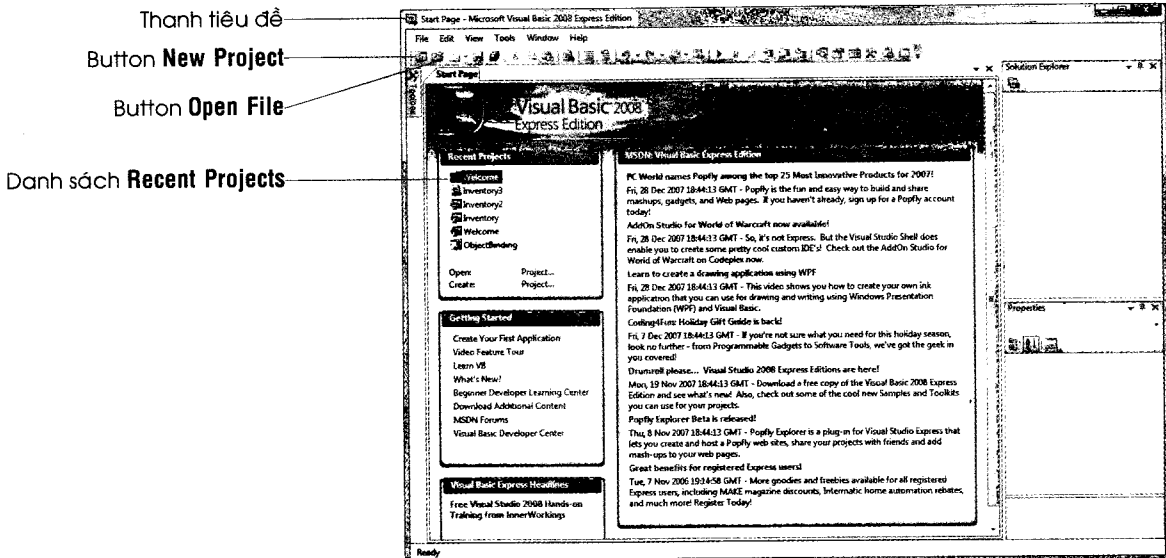 Thanh tiêu đề
Button New Project
Button Open File
Danh sách Recent Projects
Start Page - Microsoft Visual Basic 2008 Express Edition
File Edit View Tools Window Help
Toolbox
Start Page
Visual Basic 2008
Express Edition
Recent Projects
Welcome
Inventory3
Inventory2
Inventory
Welcome
ObjectBinding
Open: Project...
Create: Project...
Getting Started
Create Your First Application
Video Feature Tour
Learn VB
What's New?
Beginner Developer Learning Center
Download Additional Content
MSDN Forums
Visual Basic Developer Center
Visual Basic Express Headlines
Free Visual Studio 2008 Hands-on
Training from InnerWorkings
MSDN: Visual Basic Express Edition
PC World names Popfly among the top 25 Most Innovative Products for 2007!
Fri, 28 Dec 2007 18:44:13 GMT - Popfly is the fun and easy way to build and share
mashups, gadgets, and Web pages. If you haven't already, sign up for a Popfly account
today!
AddOn Studio for World of Warcraft now available!
Fri, 28 Dec 2007 18:44:13 GMT - So, it's not Express. But the Visual Studio Shell does
enable you to create some pretty cool custom IDE's! Check out the AddOn Studio for
World of Warcraft on Codeplex now.
Learn to create a drawing application using WPF
Fri, 28 Dec 2007 18:44:13 GMT - This video shows you how to create your own ink
application that you can use for drawing and writing using Windows Presentation
Foundation (WPF) and Visual Basic.
Coding4Fun: Holiday Gift Guide is back!
Fri, 7 Dec 2007 18:44:13 GMT - If you're not sure what you need for this holiday season,
look no further - from Programmable Gadgets to Software Tools, we've got the geek in
you covered!
Drumroll please... Visual Studio 2008 Express Editions are here!
Mon, 19 Nov 2007 18:44:13 GMT - Download a free copy of the Visual Basic 2008 Express
Edition and see what's new! Also, check out some of the cool new Samples and Toolkits
you can use for your projects.
Popfly Explorer Beta is released!
Thu, 8 Nov 2007 18:44:13 GMT - Popfly Explorer is a plug-in for Visual Studio Express that
lets you create and host a Popfly web sites, share your projects with friends and add
mash-ups to your web pages.
Great benefits for registered Express users!
Tue, 7 Nov 2006 19:14:58 GMT - More goodies and freebies available for all registered
Express users, including MAKE magazine discounts, Intermatic home automation rebates,
and much more! Register Today!
Solution Explorer
Properties
Ready